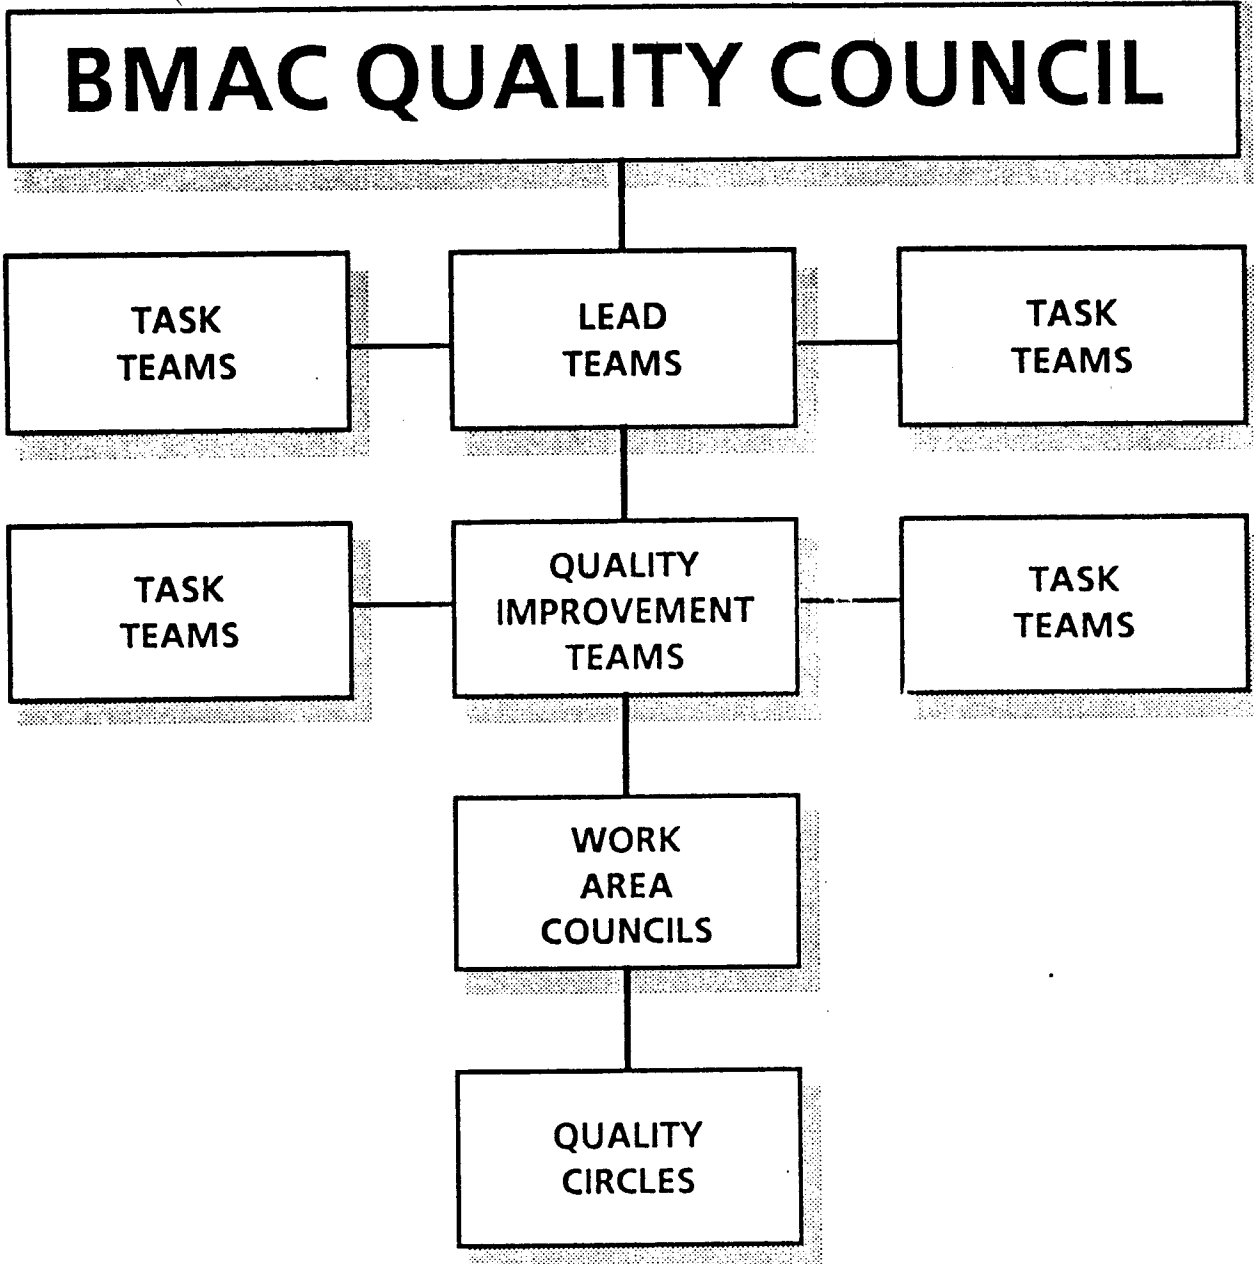 BMAC QUALITY COUNCIL
TASK
TEAMS
LEAD
TEAMS
TASK
TEAMS
TASK
TEAMS
QUALITY
IMPROVEMENT
TEAMS
TASK
TEAMS
WORK
AREA
COUNCILS
QUALITY
CIRCLES